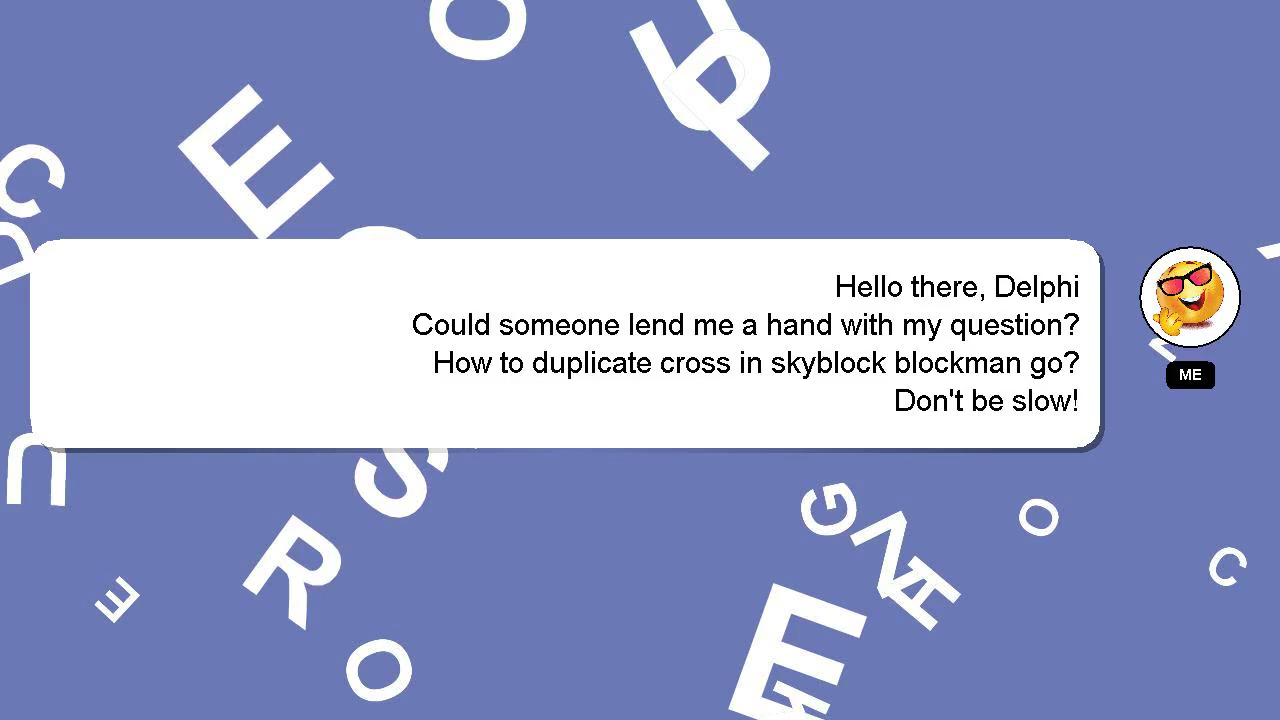 Hello there, Delphi
Could someone lend me a hand with my question?
How to duplicate cross in skyblock blockman go?
Don't be slow!
ME